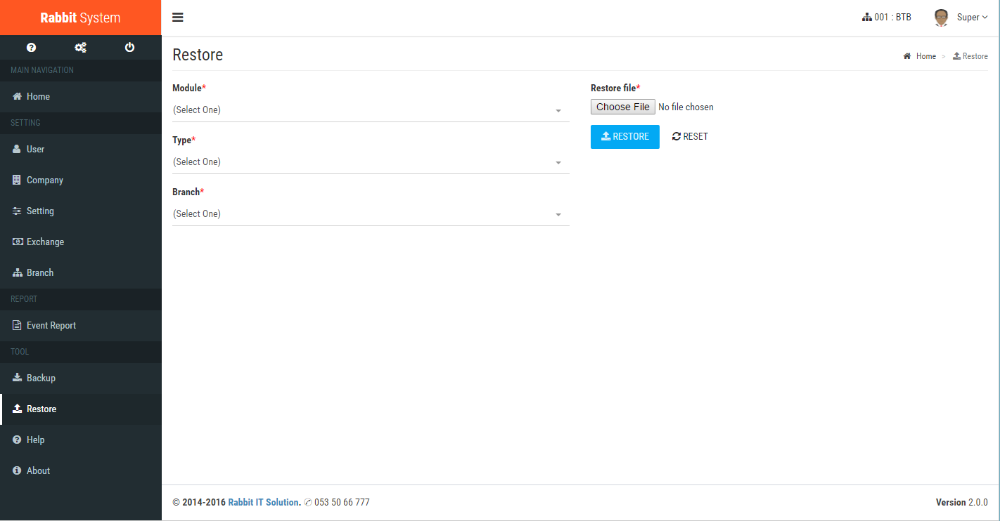 Rabbit System
001 : BTB
Super
MAIN NAVIGATION
Home
SETTING
User
Company
Setting
Exchange
Branch
REPORT
Event Report
TOOL
Backup
Restore
Help
About
Restore
Home > Restore
Module*
(Select One)
Type*
(Select One)
Branch*
(Select One)
Restore file*
Choose File No file chosen
RESTORE RESET
© 2014-2016 Rabbit IT Solution. ✆ 053 50 66 777
Version 2.0.0